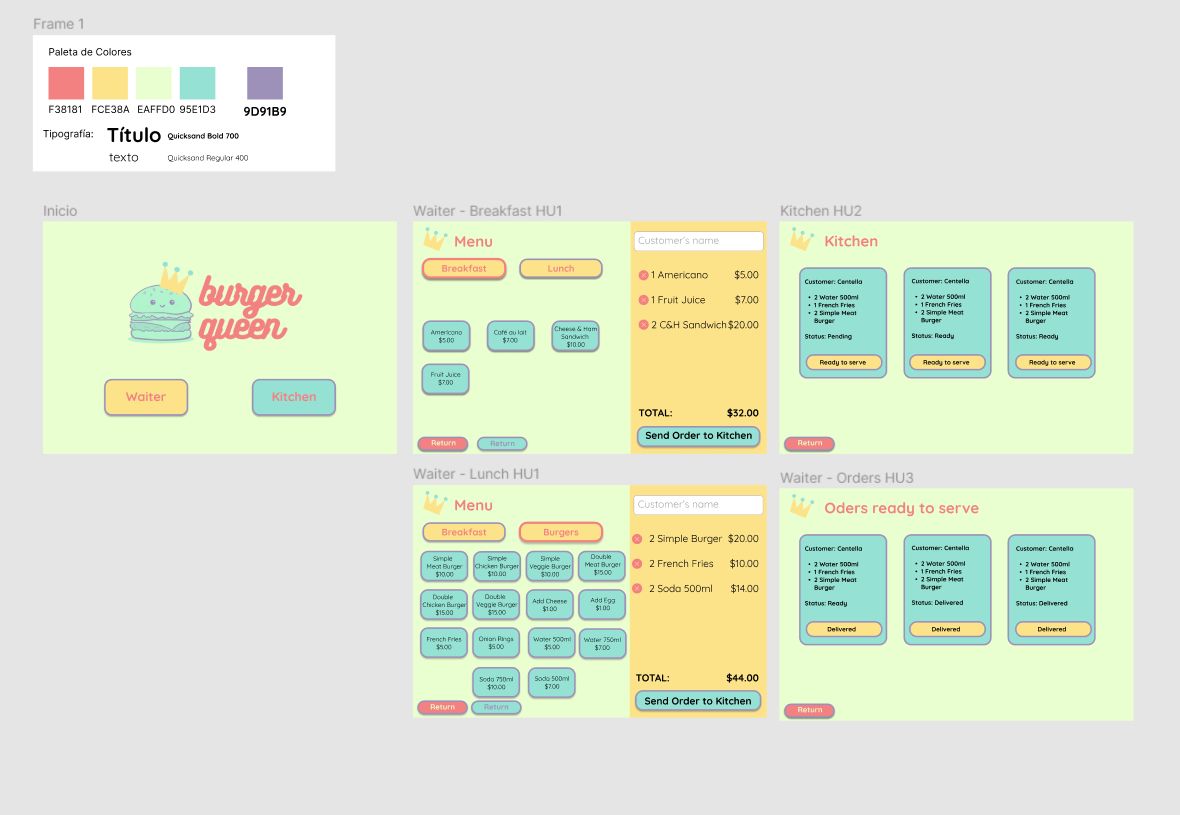 Frame 1
Paleta de Colores
F38181 FCE38A EAFFD0 95E1D3 9D91B9
Tipografía: Título Quicksand Bold 700
texto Quicksand Regular 400
Inicio
burger
queen
Waiter Kitchen
Waiter - Breakfast HU1
Menu
Breakfast Lunch
Americano
$5.00
Café au lait
$7.00
Cheese & Ham
Sandwich
$10.00
Fruit Juice
$7.00
Return Return
Customer's name
1 Americano $5.00
1 Fruit Juice $7.00
2 C&H Sandwich $20.00
TOTAL: $32.00
Send Order to Kitchen
Kitchen HU2
Kitchen
Customer: Centella
• 2 Water 500ml
• 1 French Fries
• 2 Simple Meat
Burger
Status: Pending
Ready to serve
Customer: Centella
• 2 Water 500ml
• 1 French Fries
• 2 Simple Meat
Burger
Status: Ready
Ready to serve
Customer: Centella
• 2 Water 500ml
• 1 French Fries
• 2 Simple Meat
Burger
Status: Ready
Ready to serve
Return
Waiter - Lunch HU1
Menu
Breakfast Burgers
Simple
Meat Burger
$10.00
Simple
Chicken Burger
$10.00
Simple
Veggie Burger
$10.00
Double
Meat Burger
$15.00
Double
Chicken Burger
$15.00
Double
Veggie Burger
$15.00
Add Cheese
$1.00
Add Egg
$1.00
French Fries
$5.00
Onion Rings
$5.00
Water 500ml
$5.00
Water 750ml
$7.00
Soda 750ml
$10.00
Soda 500ml
$7.00
Return Return
Customer's name
2 Simple Burger $20.00
2 French Fries $10.00
2 Soda 500ml $14.00
TOTAL: $44.00
Send Order to Kitchen
Waiter - Orders HU3
Oders ready to serve
Customer: Centella
• 2 Water 500ml
• 1 French Fries
• 2 Simple Meat
Burger
Status: Ready
Delivered
Customer: Centella
• 2 Water 500ml
• 1 French Fries
• 2 Simple Meat
Burger
Status: Delivered
Delivered
Customer: Centella
• 2 Water 500ml
• 1 French Fries
• 2 Simple Meat
Burger
Status: Delivered
Delivered
Return